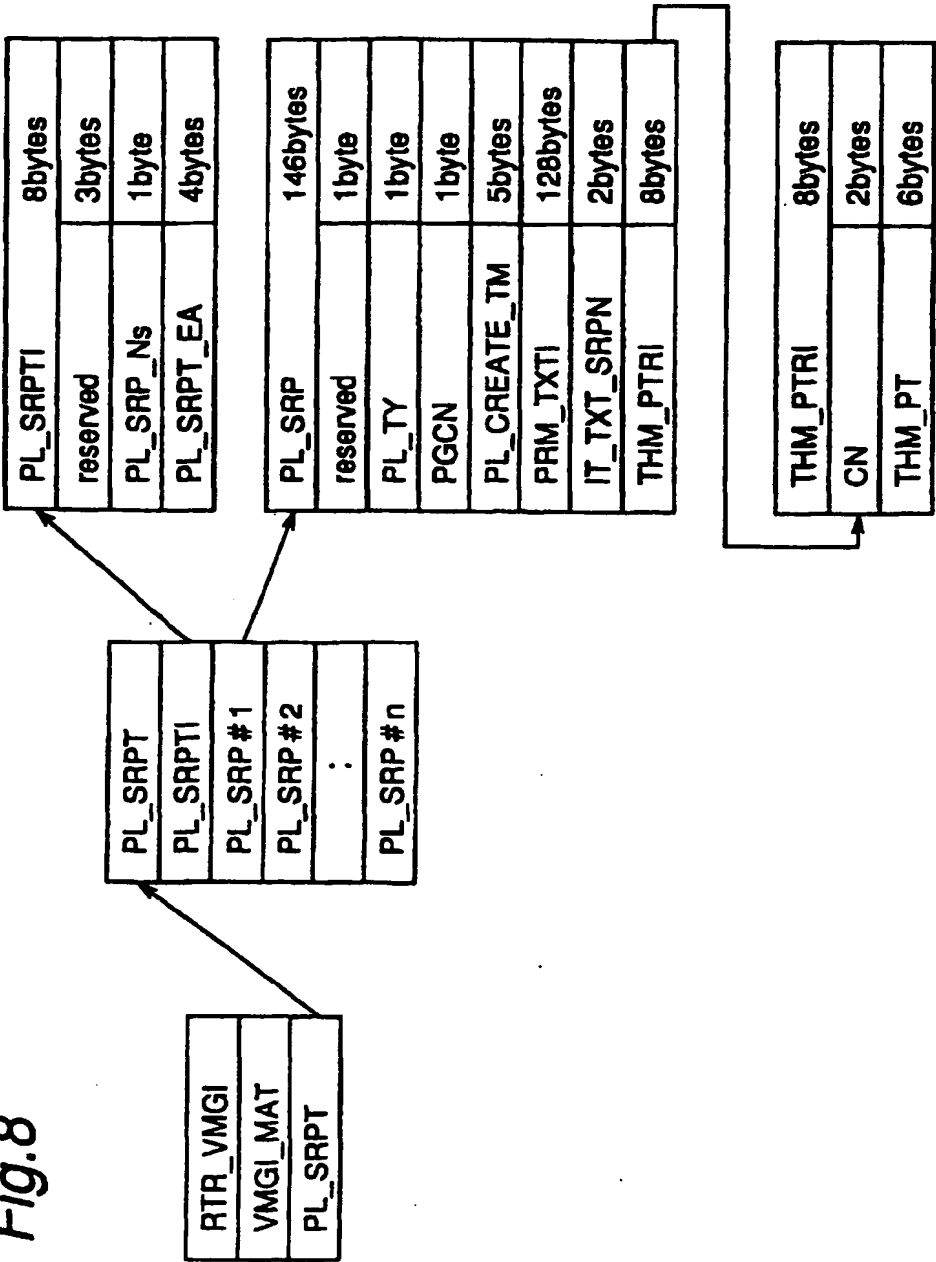 Fig.8
RTR_VMGI
VMGI_MAT
PL_SRPT
PL_SRPT
PL_SRPTI
PL_SRP#1
PL_SRP#2
:
PL_SRP#n
PL_SRPTI 8bytes
reserved 3bytes
PL_SRP_Ns 1byte
PL_SRPT_EA 4bytes
PL_SRP 146bytes
reserved 1byte
PL_TY 1byte
PGCN 1byte
PL_CREATE_TM 5bytes
PRM_TXTI 128bytes
IT_TXT_SRPN 2bytes
THM_PTRI 8bytes
THM_PTRI 8bytes
CN 2bytes
THM_PT 6bytes